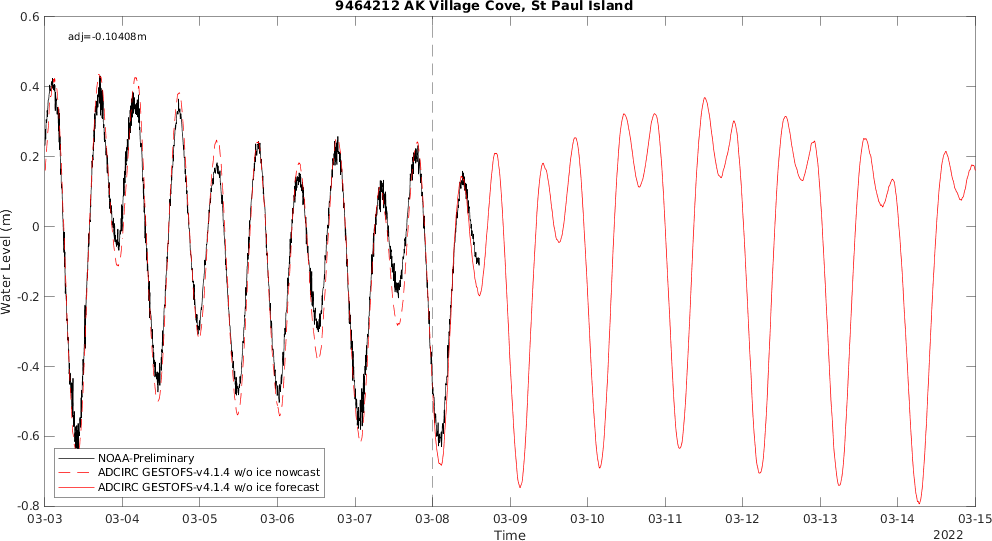 9464212 AK Village Cove, St Paul Island
0.6
adj=-0.10408m
0.4
0.2
0
-0.2
-0.4
-0.6
-0.8
Water Level (m)
NOAA-Preliminary
ADCIRC GESTOFS-v4.1.4 w/o ice nowcast
ADCIRC GESTOFS-v4.1.4 w/o ice forecast
03-03 03-04 03-05 03-06 03-07 03-08 03-09 03-10 03-11 03-12 03-13 03-14 03-15
Time
2022